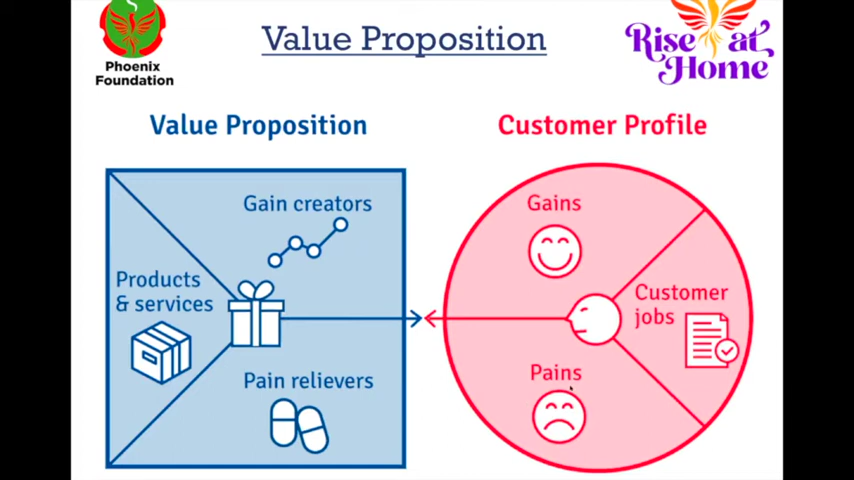 Phoenix
Foundation
Value Proposition
Rise at
Home
Value Proposition
Customer Profile
Gain creators
Products
& services
Pain relievers
Gains
Customer
jobs
Pains